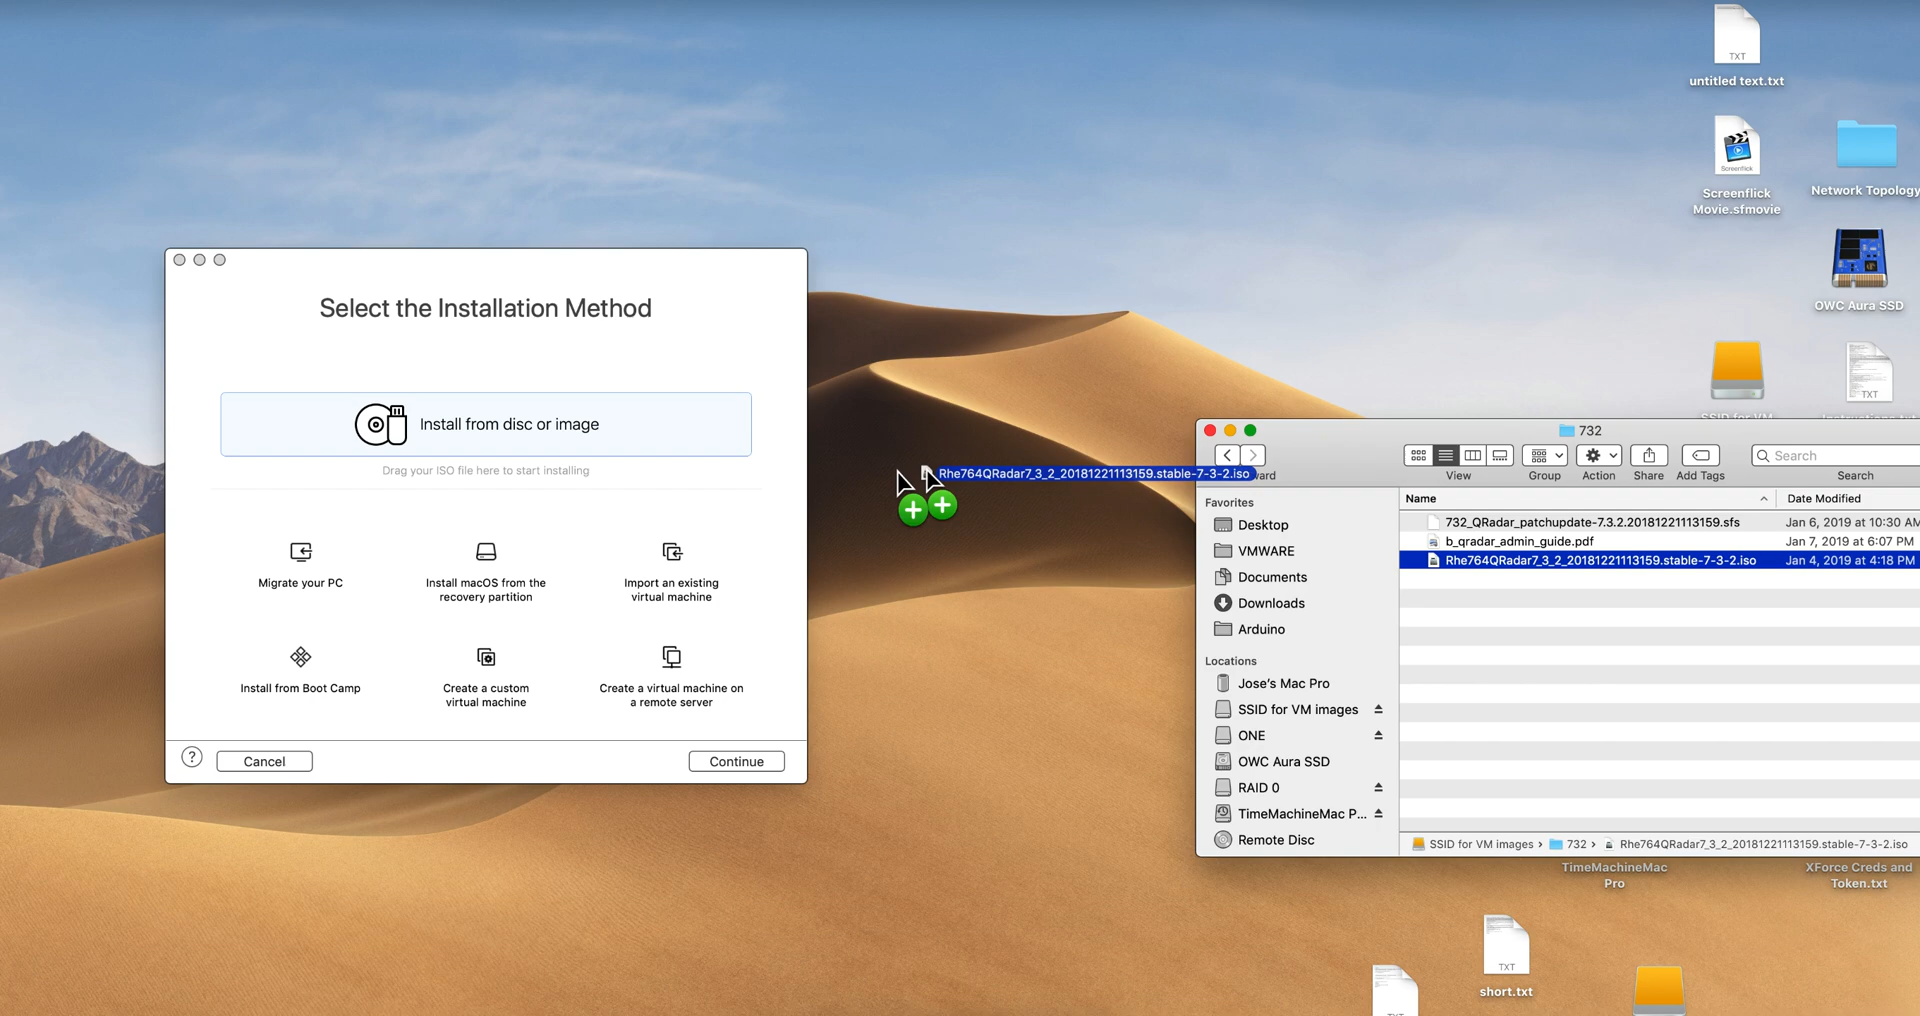 TXT
untitled text.txt
Screenflick
Screenflick
Movie.sfmovie
Network Topology
OWC Aura SSD
TXT
SSID for VM
Select the Installation Method
Install from disc or image
Drag your ISO file here to start installing
Migrate your PC
Install macOS from the
recovery partition
Import an existing
virtual machine
Install from Boot Camp
Create a custom
virtual machine
Create a virtual machine on
a remote server
?
Cancel
Continue
Rhe764QRadar7_3_2_20181221113159.stable-7-3-2.iso
732
Search
ward
View
Group
Action
Share
Add Tags
Search
Favorites
Desktop
VMWARE
Documents
Downloads
Arduino
Locations
Jose's Mac Pro
SSID for VM images
ONE
OWC Aura SSD
RAID 0
TimeMachineMac P...
Remote Disc
Name
Date Modified
732_QRadar_patchupdate-7.3.2.20181221113159.sfs
Jan 6, 2019 at 10:30 AM
b_qradar_admin_guide.pdf
Jan 7, 2019 at 6:07 PM
Rhe764QRadar7_3_2_20181221113159.stable-7-3-2.iso
Jan 4, 2019 at 4:18 PM
SSID for VM images › 732 › Rhe764QRadar7_3_2_20181221113159.stable-7-3-2.iso
TimeMachineMac
Pro
XForce Creds and
Token.txt
TXT
short.txt